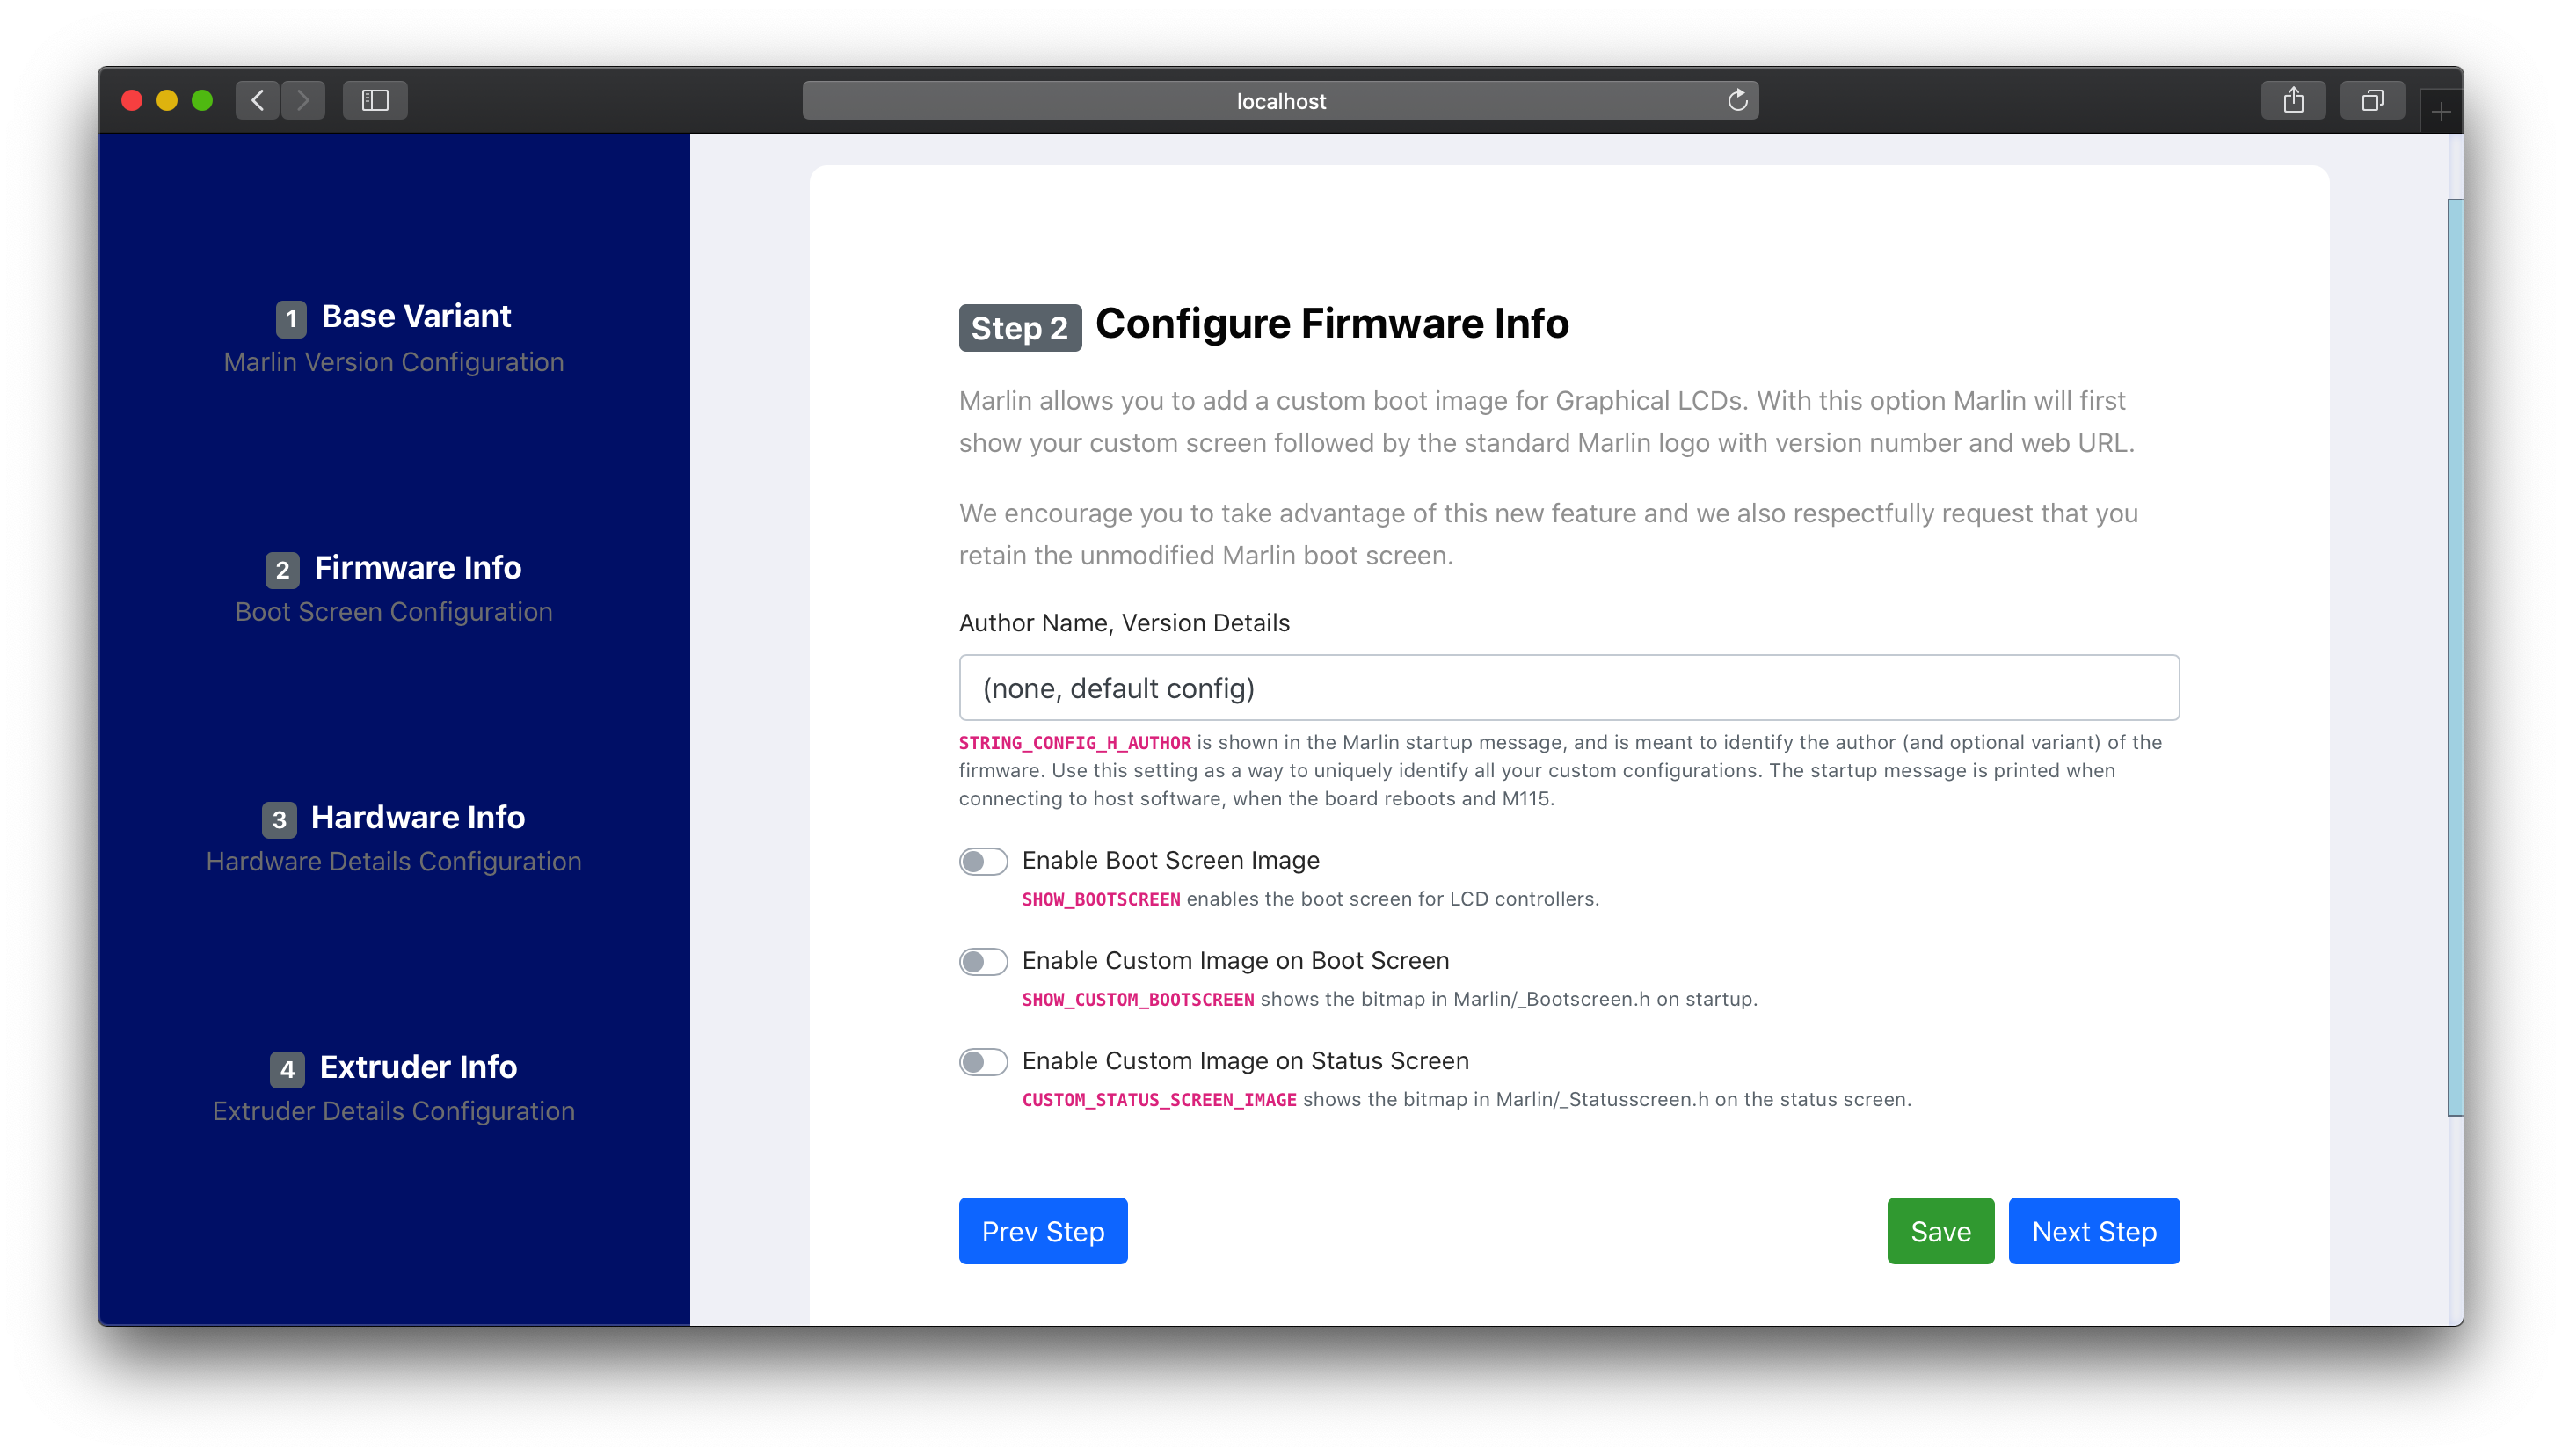 localhost
1 Base Variant
Marlin Version Configuration
2 Firmware Info
Boot Screen Configuration
3 Hardware Info
Hardware Details Configuration
4 Extruder Info
Extruder Details Configuration
Step 2 Configure Firmware Info
Marlin allows you to add a custom boot image for Graphical LCDs. With this option Marlin will first
show your custom screen followed by the standard Marlin logo with version number and web URL.
We encourage you to take advantage of this new feature and we also respectfully request that you
retain the unmodified Marlin boot screen.
Author Name, Version Details
(none, default config)
STRING_CONFIG_H_AUTHOR is shown in the Marlin startup message, and is meant to identify the author (and optional variant) of the
firmware. Use this setting as a way to uniquely identify all your custom configurations. The startup message is printed when
connecting to host software, when the board reboots and M115.
Enable Boot Screen Image
SHOW_BOOTSCREEN enables the boot screen for LCD controllers.
Enable Custom Image on Boot Screen
SHOW_CUSTOM_BOOTSCREEN shows the bitmap in Marlin/_Bootscreen.h on startup.
Enable Custom Image on Status Screen
CUSTOM_STATUS_SCREEN_IMAGE shows the bitmap in Marlin/_Statusscreen.h on the status screen.
Prev Step
Save
Next Step